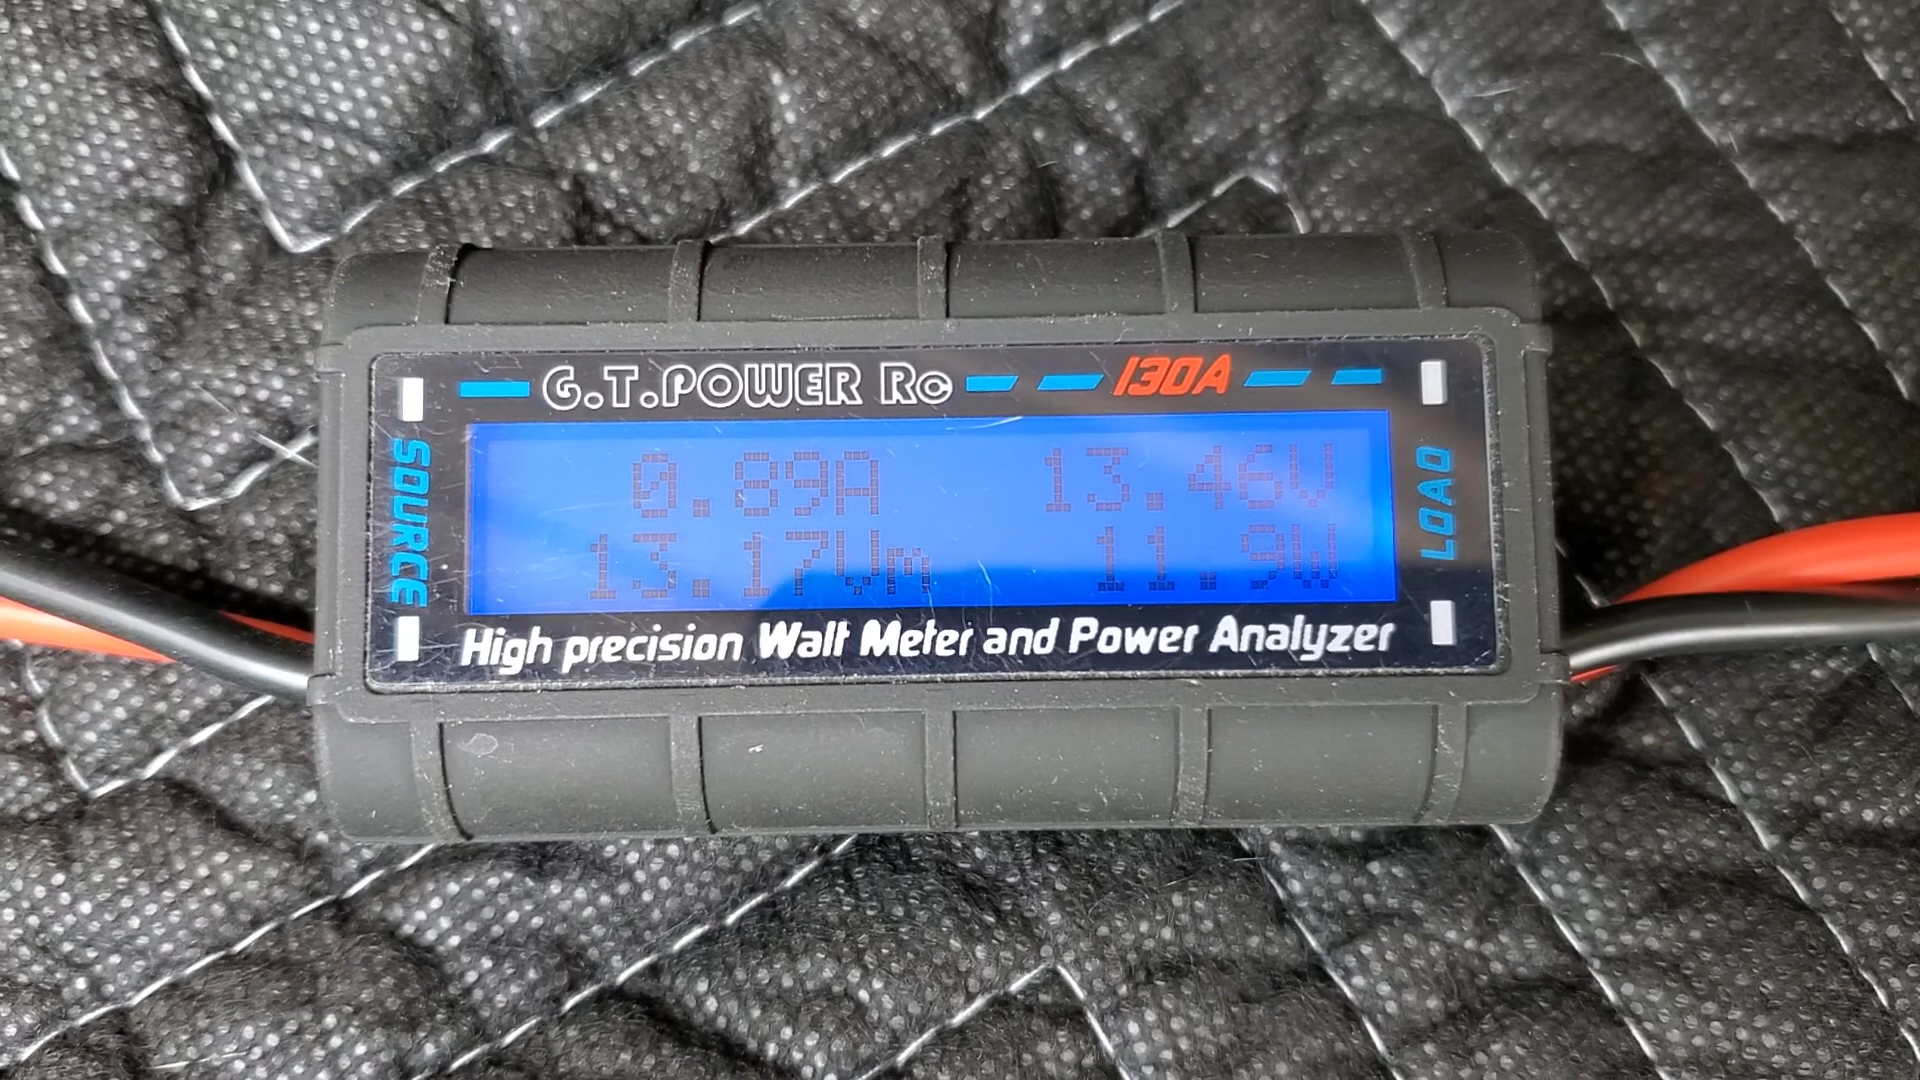 G.T.POWER RC 130A
SOURCE
0.89A 13.46V
13.17Vm 11.9W
LOAD
High precision Watt Meter and Power Analyzer